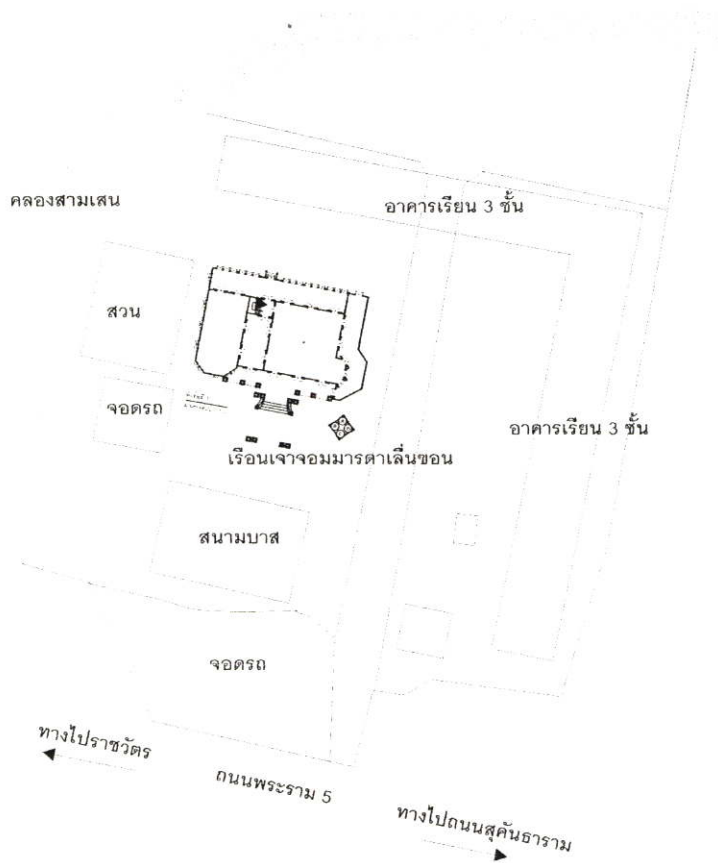 คลองสามเสน
อาคารเรียน 3 ชั้น
สวน
จอดรถ
อาคารเรียน 3 ชั้น
เรือนเจ้าจอมมารดาเลื่นซอน
สนามบาส
จอดรถ
ทางไปราชวัตร
ถนนพระราม 5
ทางไปถนนสุคันธาราม